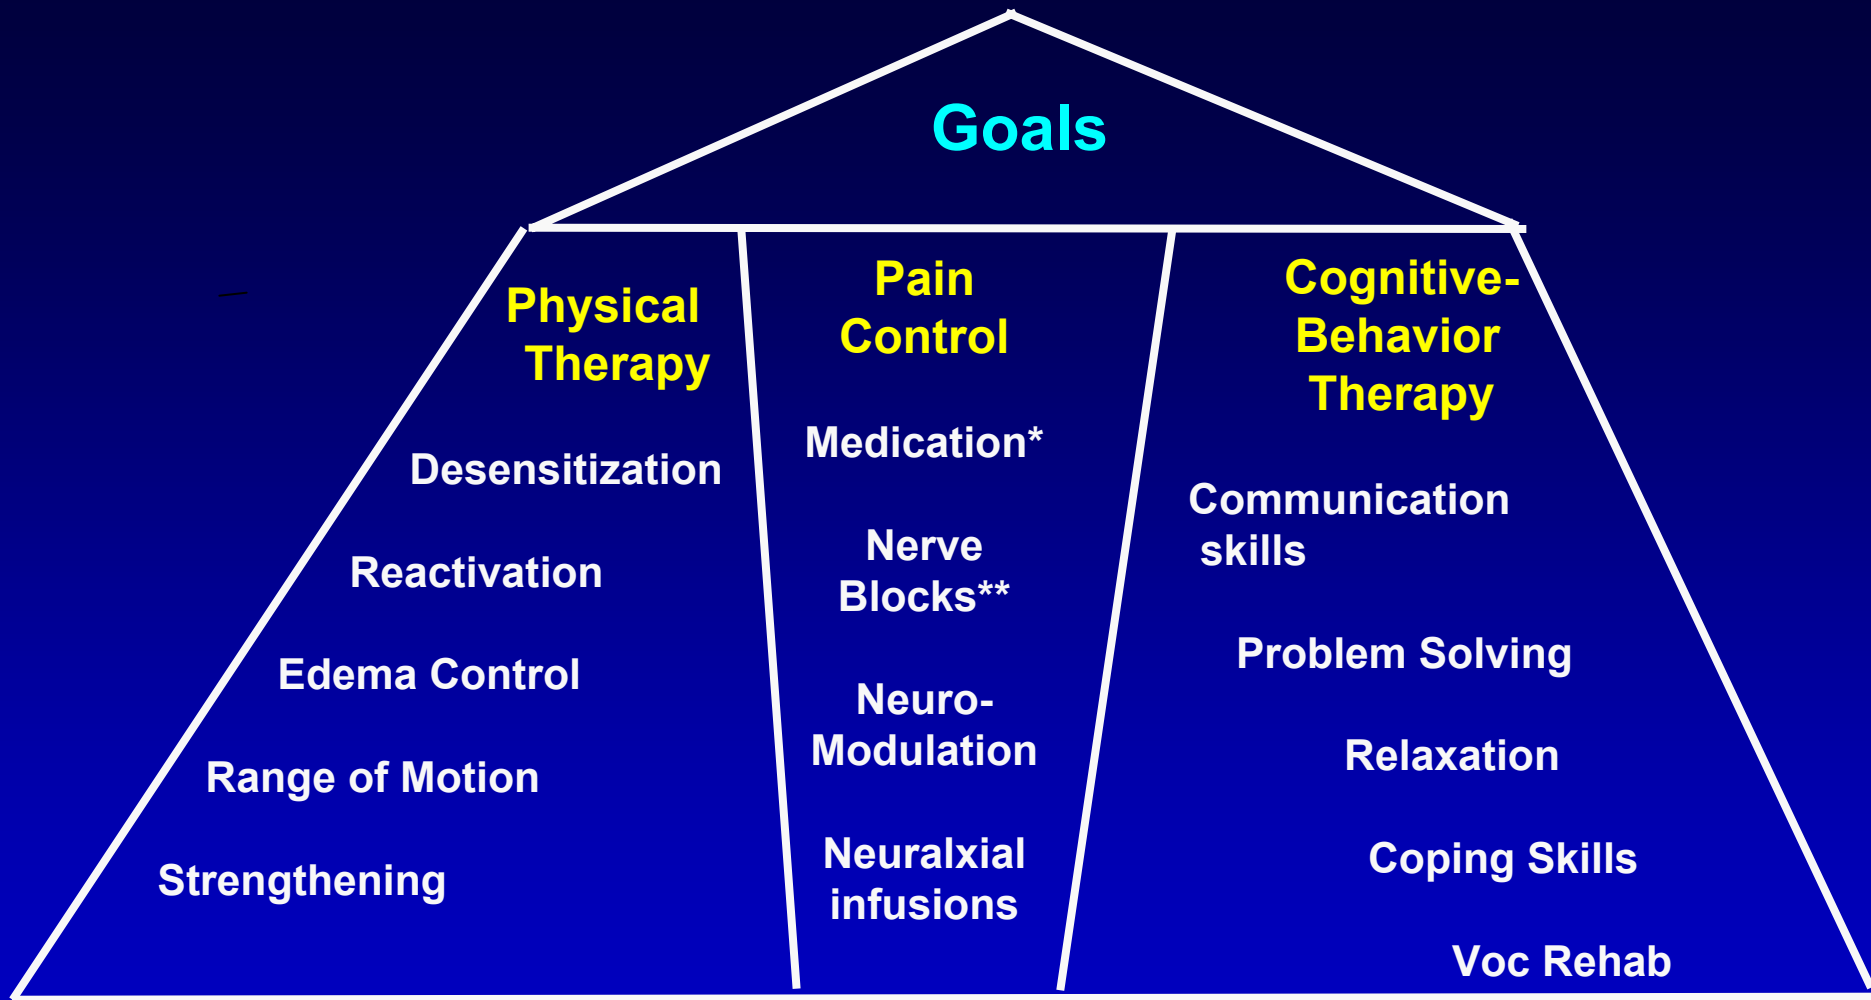 Goals
Physical
Therapy
Desensitization
Reactivation
Edema Control
Range of Motion
Strengthening
Pain
Control
Medication*
Nerve
Blocks**
Neuro-
Modulation
Neuralxial
infusions
Cognitive-
Behavior
Therapy
Communication
skills
Problem Solving
Relaxation
Coping Skills
Voc Rehab